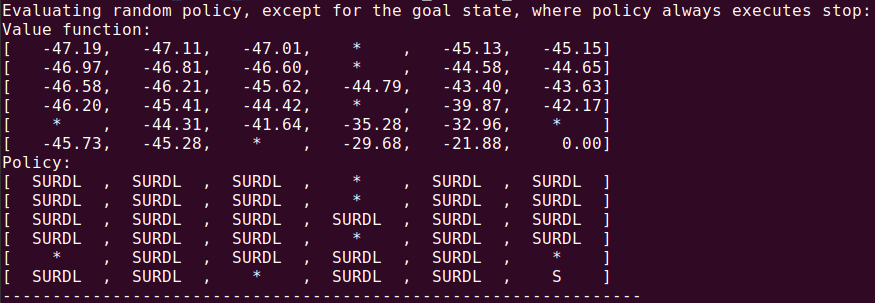 Evaluating random policy, except for the goal state, where policy always executes stop:
Value function:
[   -47.19,   -47.11,   -47.01,   *    ,   -45.13,   -45.15]
[   -46.97,   -46.81,   -46.60,   *    ,   -44.58,   -44.65]
[   -46.58,   -46.21,   -45.62,  -44.79,   -43.40,   -43.63]
[   -46.20,   -45.41,   -44.42,   *    ,   -39.87,   -42.17]
[    *    ,   -44.31,   -41.64,  -35.28,   -32.96,   *    ]
[   -45.73,   -45.28,    *    ,  -29.68,   -21.88,    0.00]
Policy:
[  SURDL  ,  SURDL  ,  SURDL  ,    *    ,  SURDL  ,  SURDL  ]
[  SURDL  ,  SURDL  ,  SURDL  ,    *    ,  SURDL  ,  SURDL  ]
[  SURDL  ,  SURDL  ,  SURDL  ,  SURDL  ,  SURDL  ,  SURDL  ]
[  SURDL  ,  SURDL  ,  SURDL  ,    *    ,  SURDL  ,  SURDL  ]
[    *    ,  SURDL  ,  SURDL  ,  SURDL  ,  SURDL  ,    *    ]
[  SURDL  ,  SURDL  ,    *    ,  SURDL  ,  SURDL  ,    S    ]
----------------------------------------------------------------